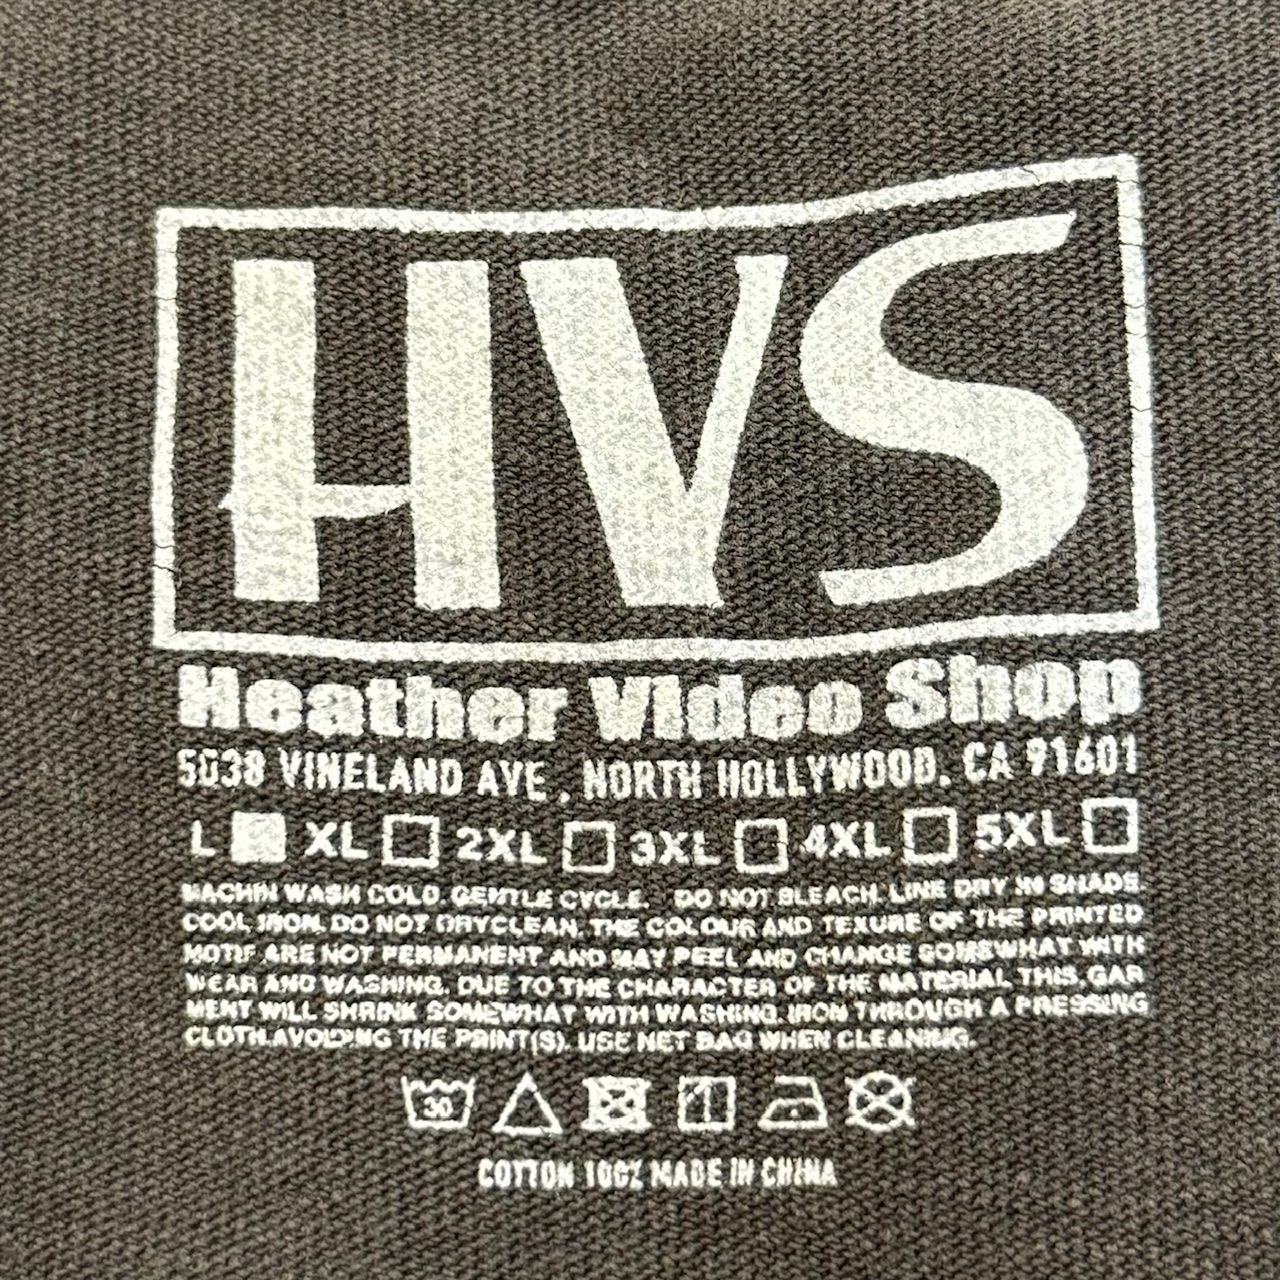 HVS
Heather Video Shop
5038 VINELAND AVE, NORTH HOLLYWOOD, CA 91601
L XL 2XL 3XL 4XL 5XL
MACHIN WASH COLD. GENTLE CYCLE. DO NOT BLEACH. LINE DRY IN SHADE.
COOL IRON. DO NOT DRYCLEAN. THE COLOUR AND TEXURE OF THE PRINTED
MOTIF ARE NOT PERMANENT AND MAY PEEL AND CHANGE SOMEWHAT WITH
WEAR AND WASHING. DUE TO THE CHARACTER OF THE MATERIAL THIS. GAR
MENT WILL SHRINK SOMEWHAT WITH WASHING. IRON THROUGH A PRESSING
CLOTH.AVOIDING THE PRINT(S). USE NET BAG WHEN CLEANING.
30
COTTON 100% MADE IN CHINA